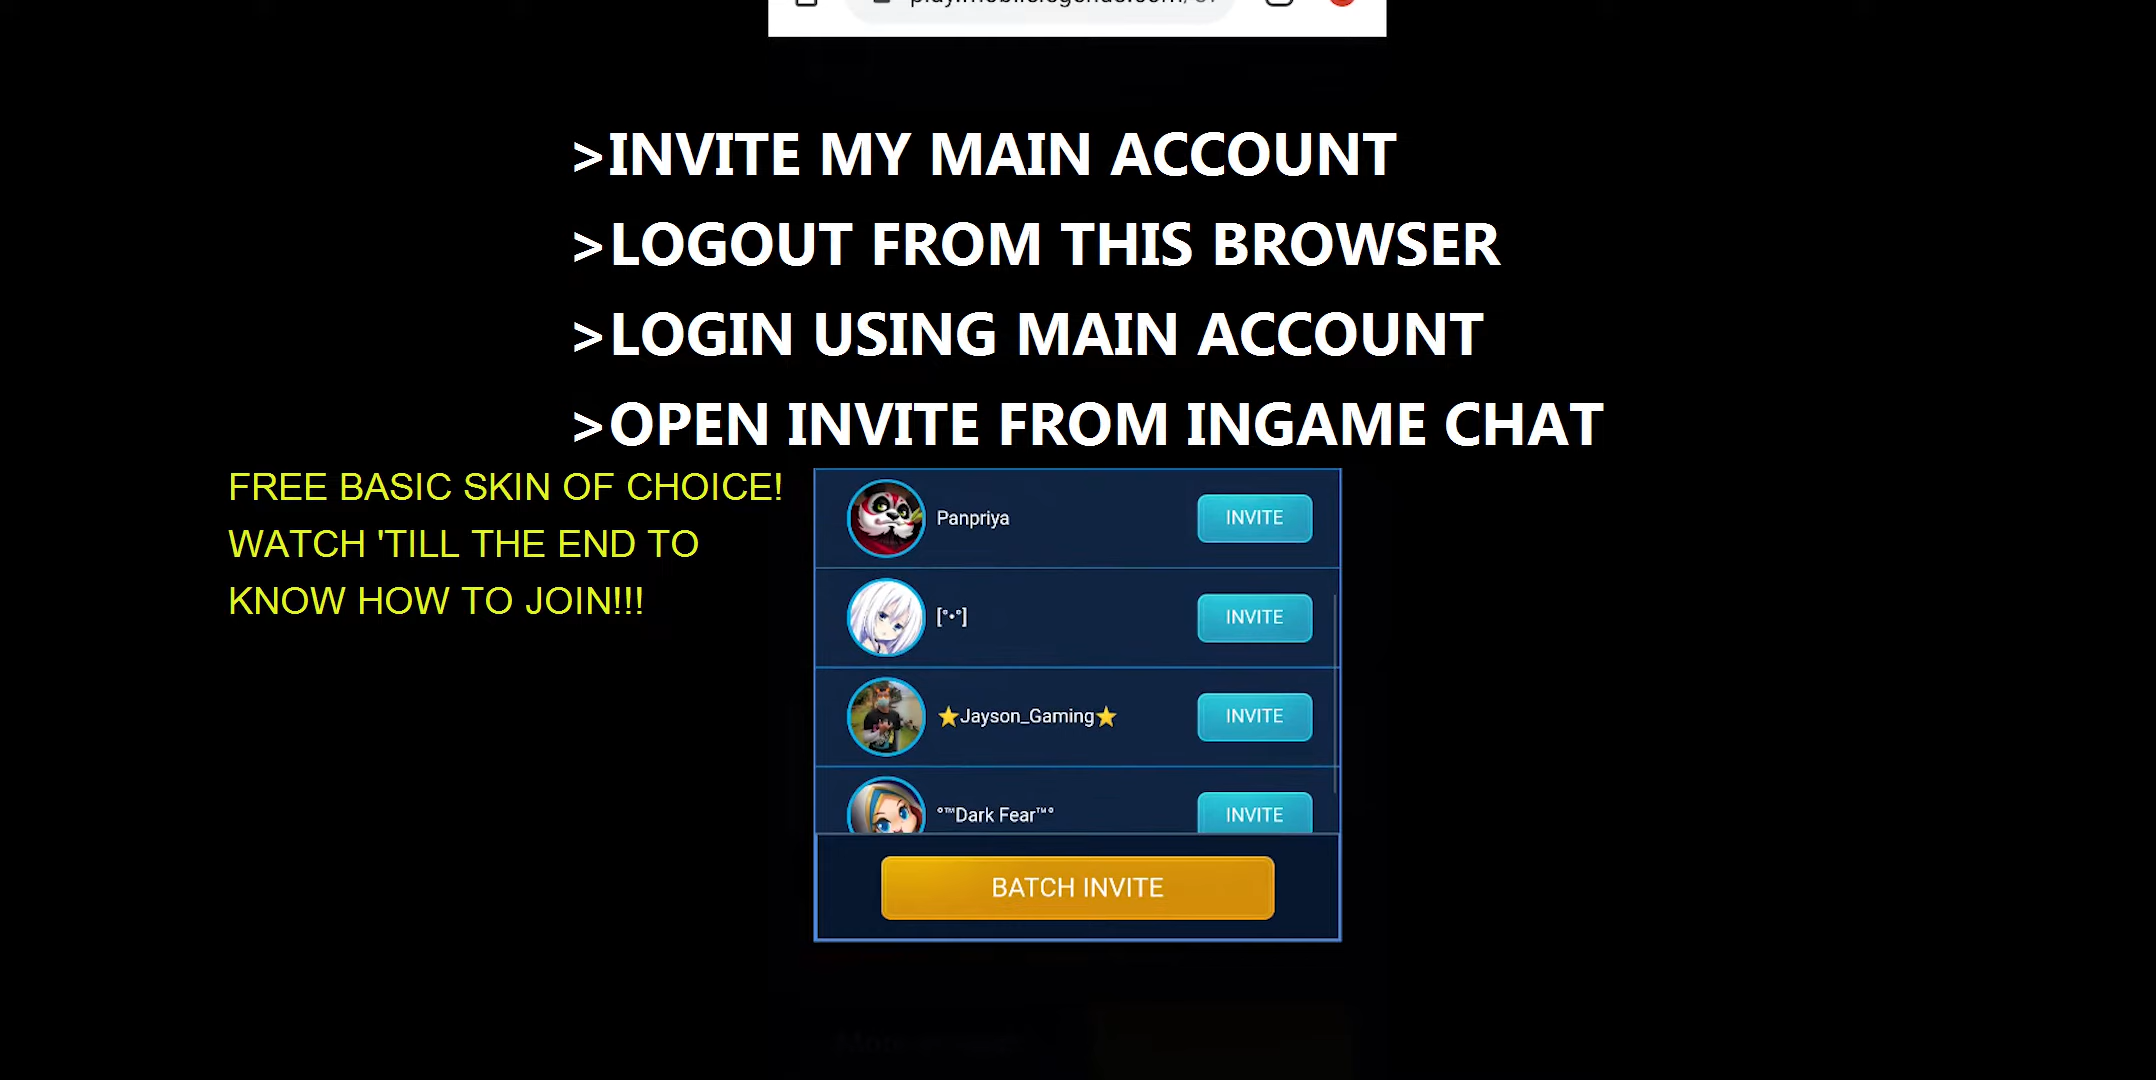 >INVITE MY MAIN ACCOUNT
>LOGOUT FROM THIS BROWSER
>LOGIN USING MAIN ACCOUNT
>OPEN INVITE FROM INGAME CHAT
FREE BASIC SKIN OF CHOICE!
WATCH 'TILL THE END TO
KNOW HOW TO JOIN!!!
Panpriya INVITE
[°•°] INVITE
⭐Jayson_Gaming⭐ INVITE
°™Dark Fear™° INVITE
BATCH INVITE